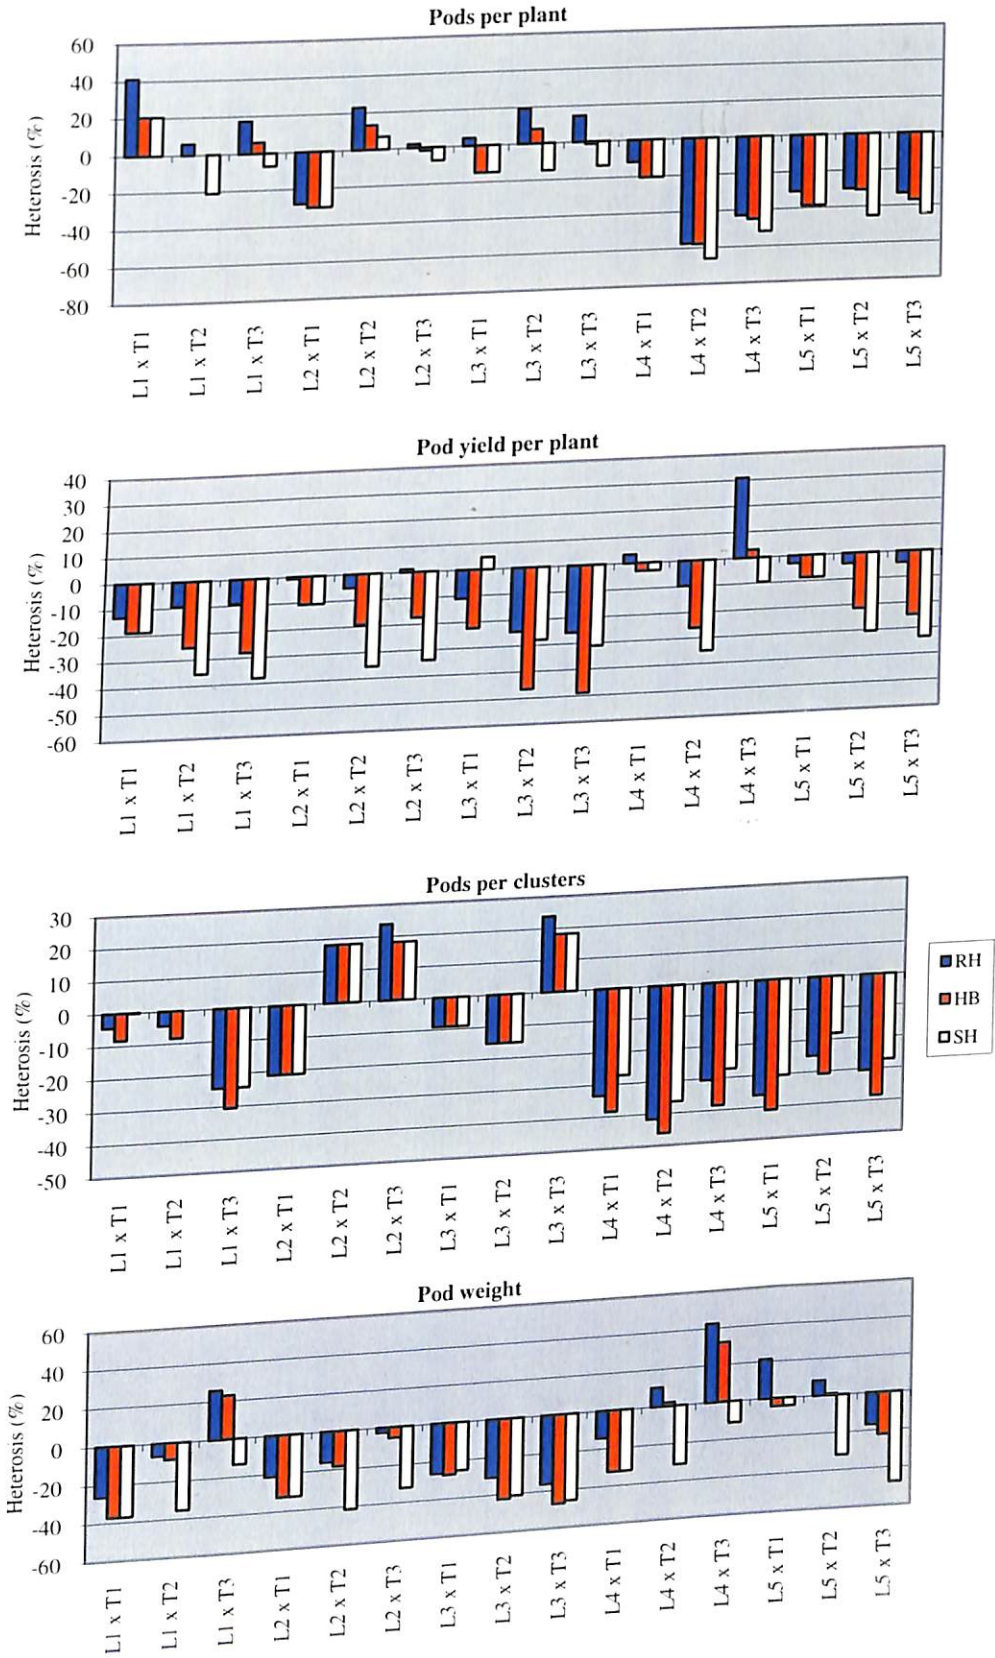 Pods per plant
Heterosis (%)
60
40
20
0
-20
-40
-60
-80
L1 x T1
L1 x T2
L1 x T3
L2 x T1
L2 x T2
L2 x T3
L3 x T1
L3 x T2
L3 x T3
L4 x T1
L4 x T2
L4 x T3
L5 x T1
L5 x T2
L5 x T3
Pod yield per plant
Heterosis (%)
40
30
20
10
0
-10
-20
-30
-40
-50
-60
L1 x T1
L1 x T2
L1 x T3
L2 x T1
L2 x T2
L2 x T3
L3 x T1
L3 x T2
L3 x T3
L4 x T1
L4 x T2
L4 x T3
L5 x T1
L5 x T2
L5 x T3
Pods per clusters
Heterosis (%)
30
20
10
0
-10
-20
-30
-40
-50
L1 x T1
L1 x T2
L1 x T3
L2 x T1
L2 x T2
L2 x T3
L3 x T1
L3 x T2
L3 x T3
L4 x T1
L4 x T2
L4 x T3
L5 x T1
L5 x T2
L5 x T3
RH
HB
SH
Pod weight
Heterosis (%)
60
40
20
0
-20
-40
-60
L1 x T1
L1 x T2
L1 x T3
L2 x T1
L2 x T2
L2 x T3
L3 x T1
L3 x T2
L3 x T3
L4 x T1
L4 x T2
L4 x T3
L5 x T1
L5 x T2
L5 x T3